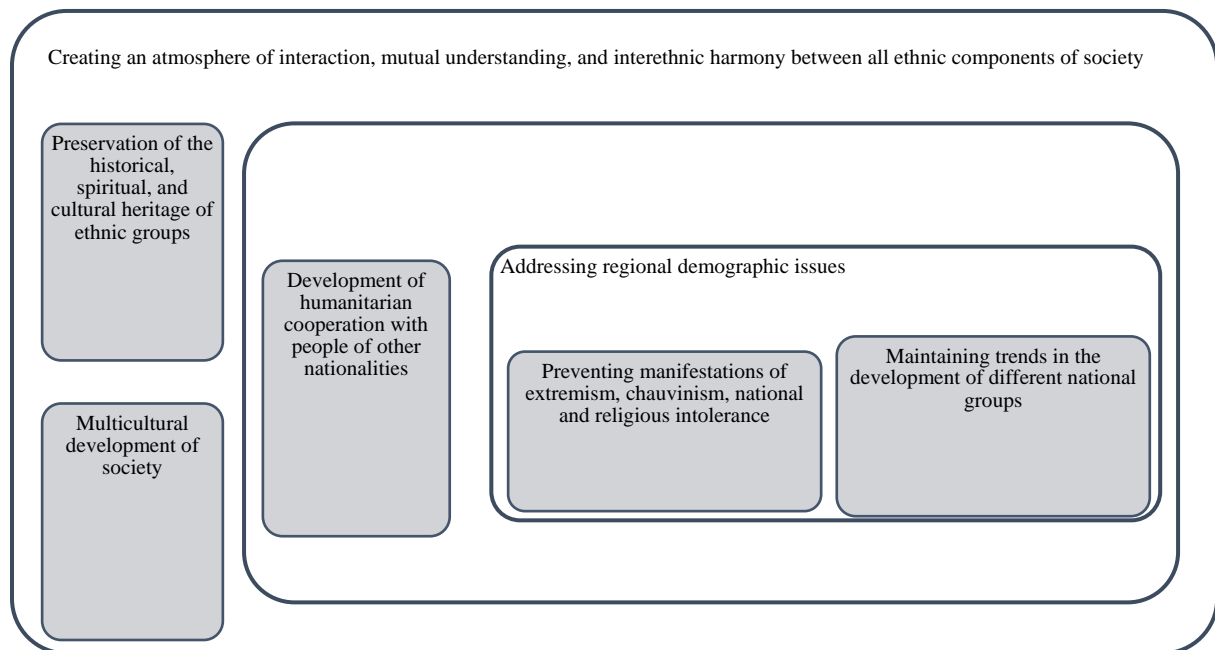 Creating an atmosphere of interaction, mutual understanding, and interethnic harmony between all ethnic components of society
Preservation of the
historical,
spiritual, and
cultural heritage of
ethnic groups
Multicultural
development of
society
Development of
humanitarian
cooperation with
people of other
nationalities
Addressing regional demographic issues
Preventing manifestations of
extremism, chauvinism, national
and religious intolerance
Maintaining trends in the
development of different national
groups